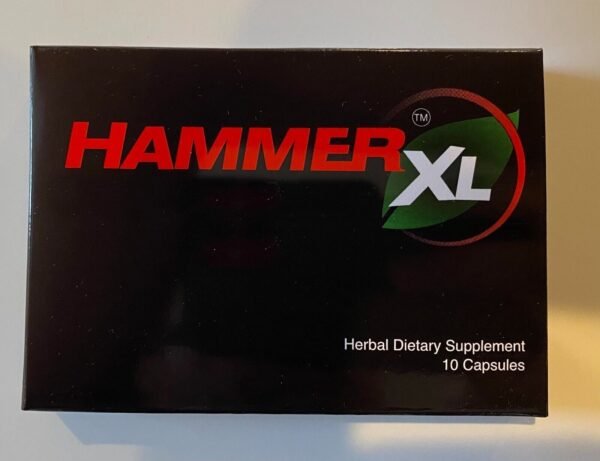 HAMMER XL ™
Herbal Dietary Supplement
10 Capsules